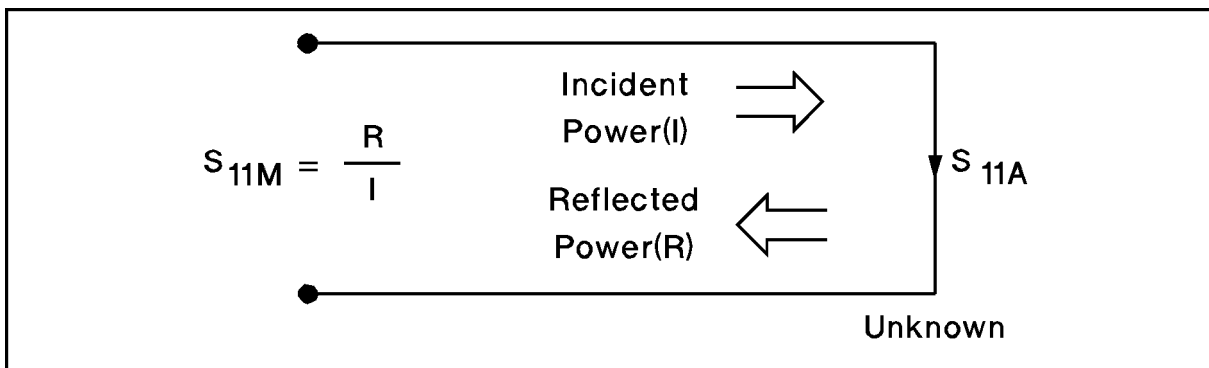 Incident
Power(I)
S11M = R
I
Reflected
Power(R)
S11A
Unknown